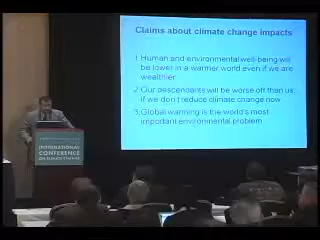 Claims about climate change impacts
1 Human and environmental well-being will
be lower in a warmer world even if we are
wealthier
2 Our descendants will be worse off than us
if we don't reduce climate change now
3 Global warming is the world's most
important environmental problem
INTERNATIONAL
CONFERENCE
ON CLIMATE CHANGE